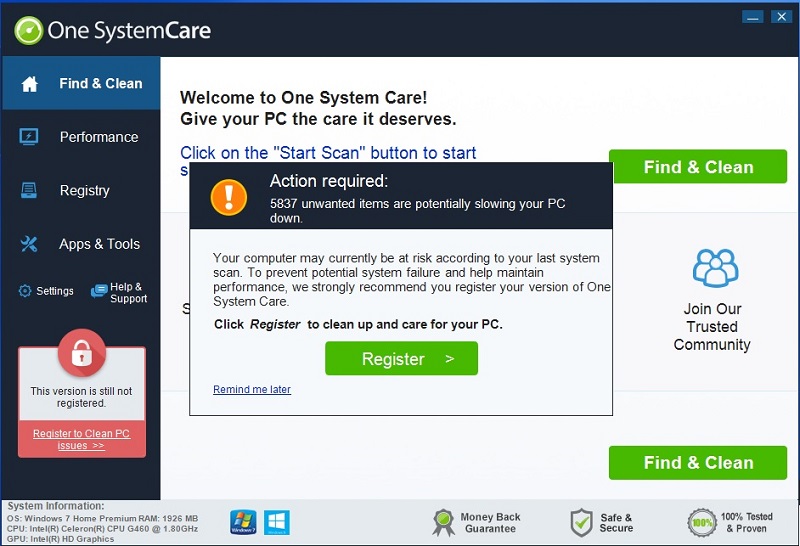 One SystemCare
Find & Clean
Performance
Registry
Apps & Tools
Settings
Help &
Support
This version is still not
registered.
Register to Clean PC
issues >>
Welcome to One System Care!
Give your PC the care it deserves.
Click on the "Start Scan" button to start
s
Find & Clean
Action required:
5837 unwanted items are potentially slowing your PC
down.
Your computer may currently be at risk according to your last system
scan. To prevent potential system failure and help maintain
performance, we strongly recommend you register your version of One
System Care.
Click Register to clean up and care for your PC.
Register >
Remind me later
S
Join Our
Trusted
Community
Find & Clean
System Information:
OS: Windows 7 Home Premium RAM: 1926 MB
CPU: Intel(R) Celeron(R) CPU G460 @ 1.80GHz
GPU: Intel(R) HD Graphics
Windows 7
Money Back
Guarantee
Safe &
Secure
100%
100% Tested
& Proven